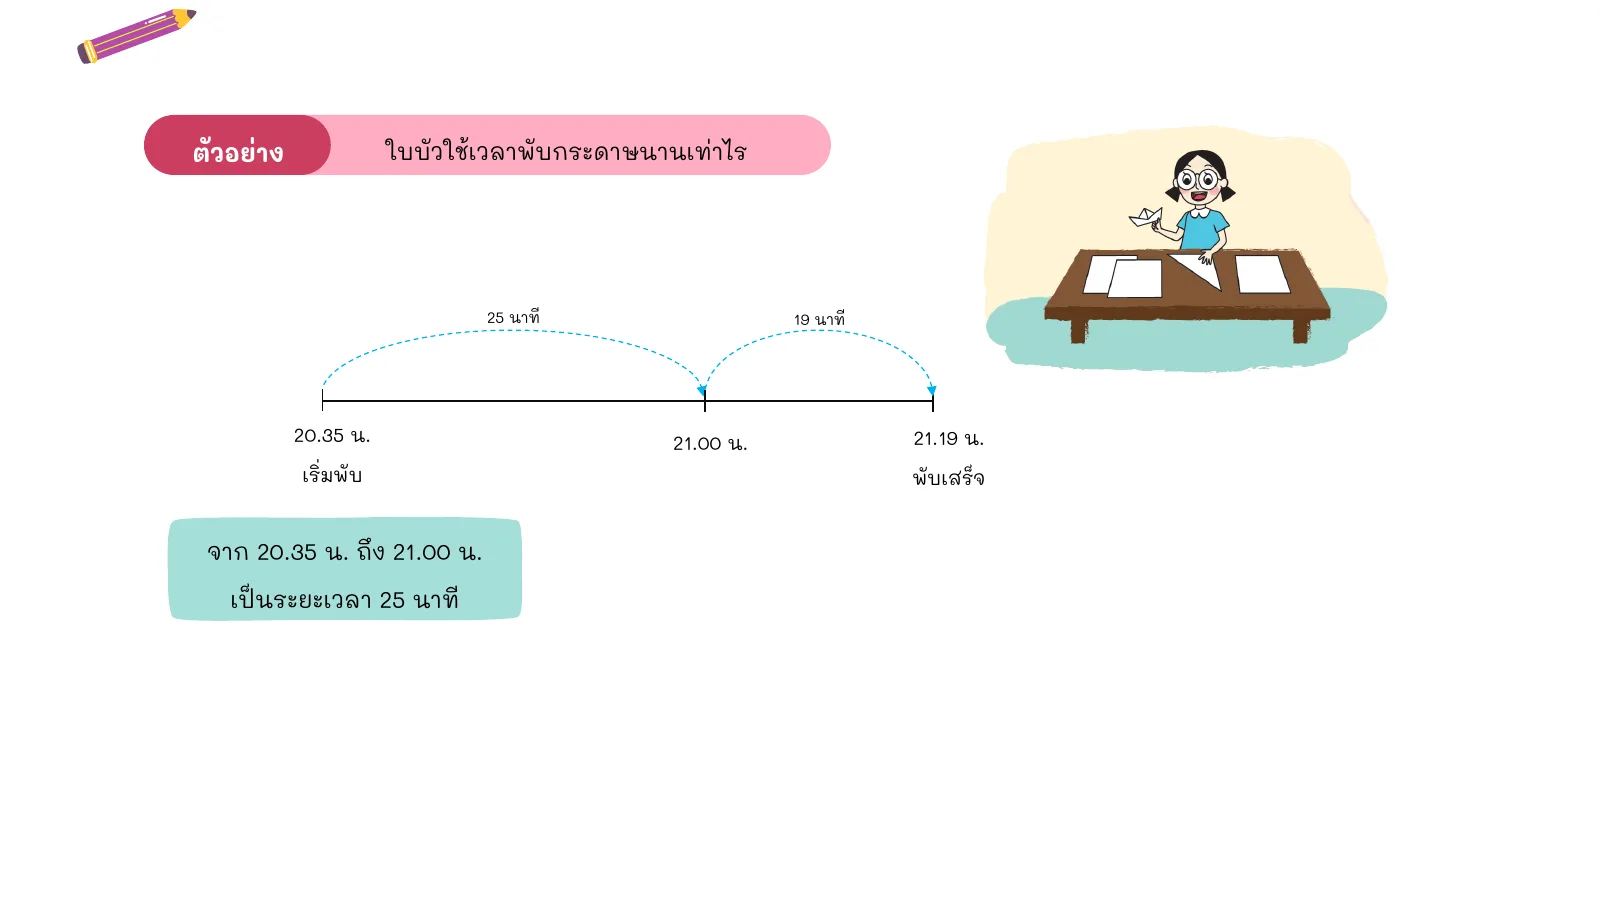 ตัวอย่าง ใบบัวใช้เวลาพับกระดาษนานเท่าไร
25 นาที 19 นาที
20.35 น. 21.00 น. 21.19 น.
เริ่มพับ พับเสร็จ
จาก 20.35 น. ถึง 21.00 น.
เป็นระยะเวลา 25 นาที